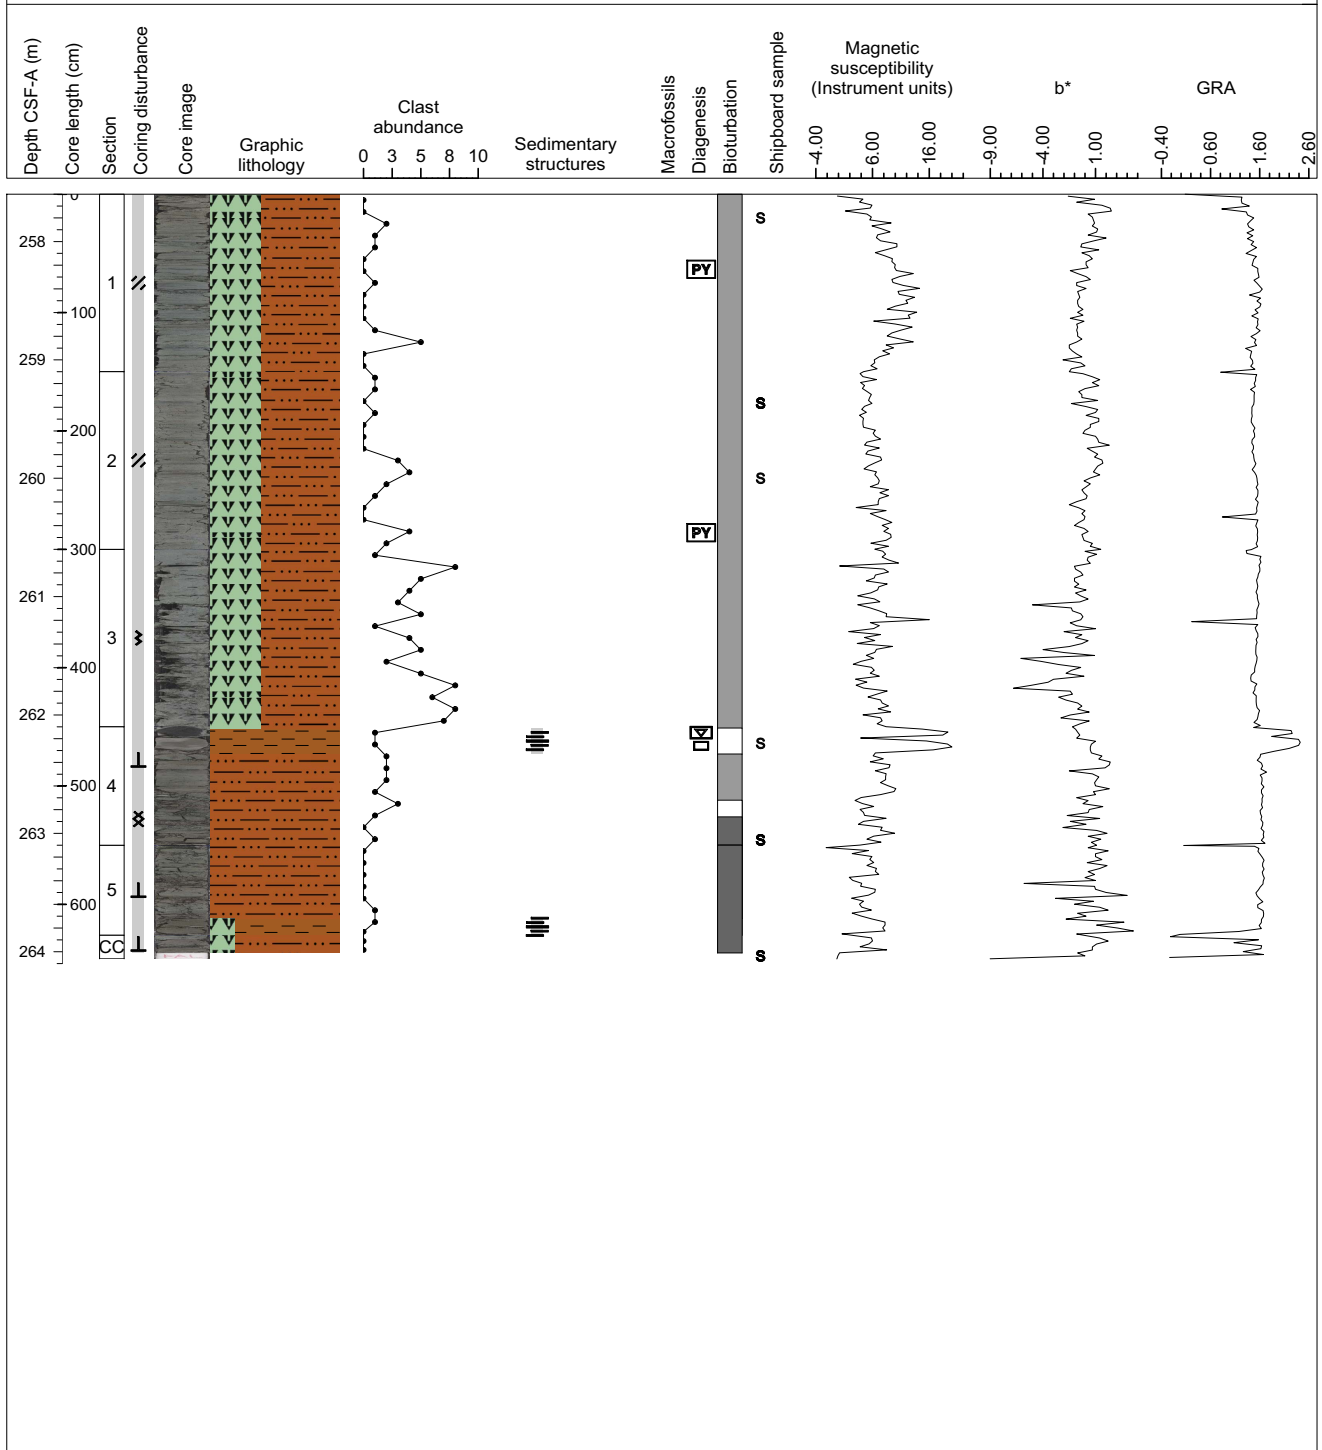 Depth CSF-A (m)
Core length (cm)
Section
Coring disturbance
Core image
Graphic
lithology
Clast
abundance
0 3 5 8 10
Sedimentary
structures
Macrofossils
Diagenesis
Bioturbation
Shipboard sample
Magnetic
susceptibility
(Instrument units)
-4.00 6.00 16.00
b*
-9.00 -4.00 1.00
GRA
-0.40 0.60 1.60 2.60
0
S
258
PY
1
100
259
S
200
2
260
S
PY
300
261
3
400
262
S
4
500
263
S
5
600
264
CC
S